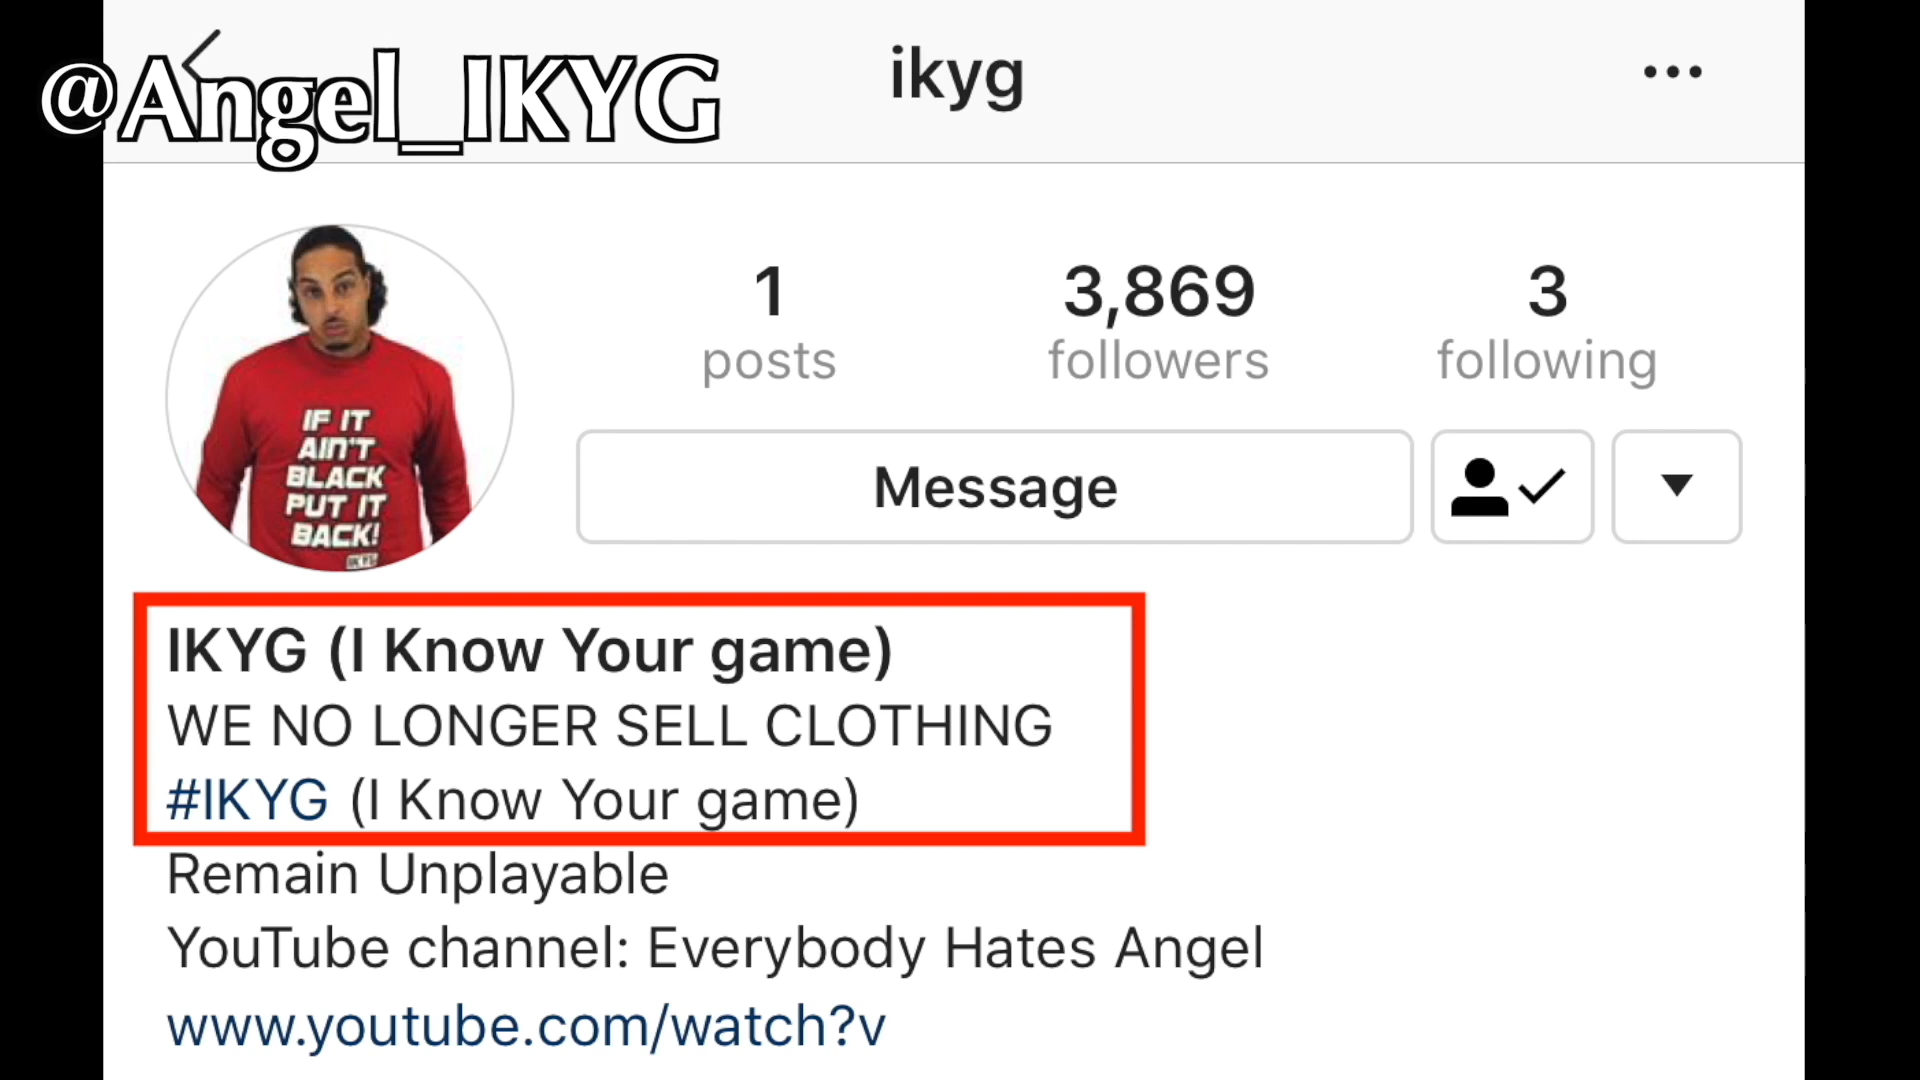 @Angel_IKYG
ikyg
1
posts
3,869
followers
3
following
Message
IF IT
AIN'T
BLACK
PUT IT
BACK!
IKYG
IKYG (I Know Your game)
WE NO LONGER SELL CLOTHING
#IKYG (I Know Your game)
Remain Unplayable
YouTube channel: Everybody Hates Angel
www.youtube.com/watch?v